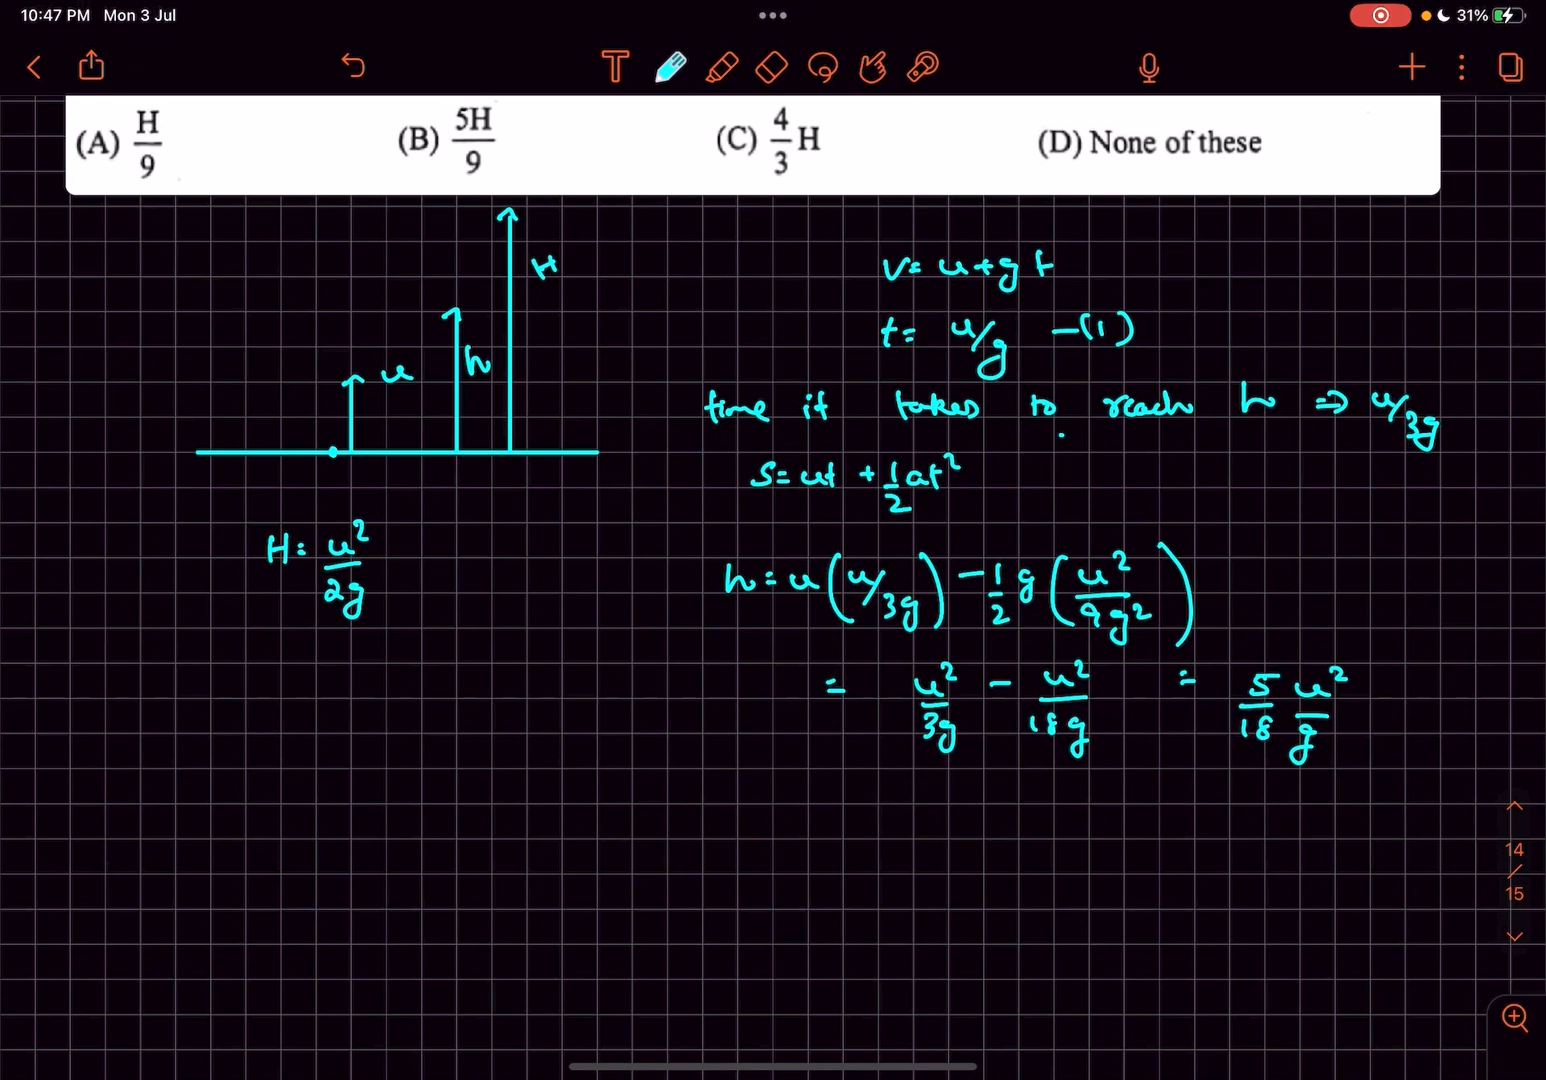 10:47 PM Mon 3 Jul
31%
(A) H/9 (B) 5H/9 (C) 4/3 H (D) None of these
H
v = u + g t
u
h
t = u/g -(1)
time it takes to reach h ⇒ u/3g
S = ut + 1/2 at²
H = u²/2g
h = u (u/3g) - 1/2 g (u²/9g²)
= u²/3g - u²/18g = 5/18 u²/g
14
/
15